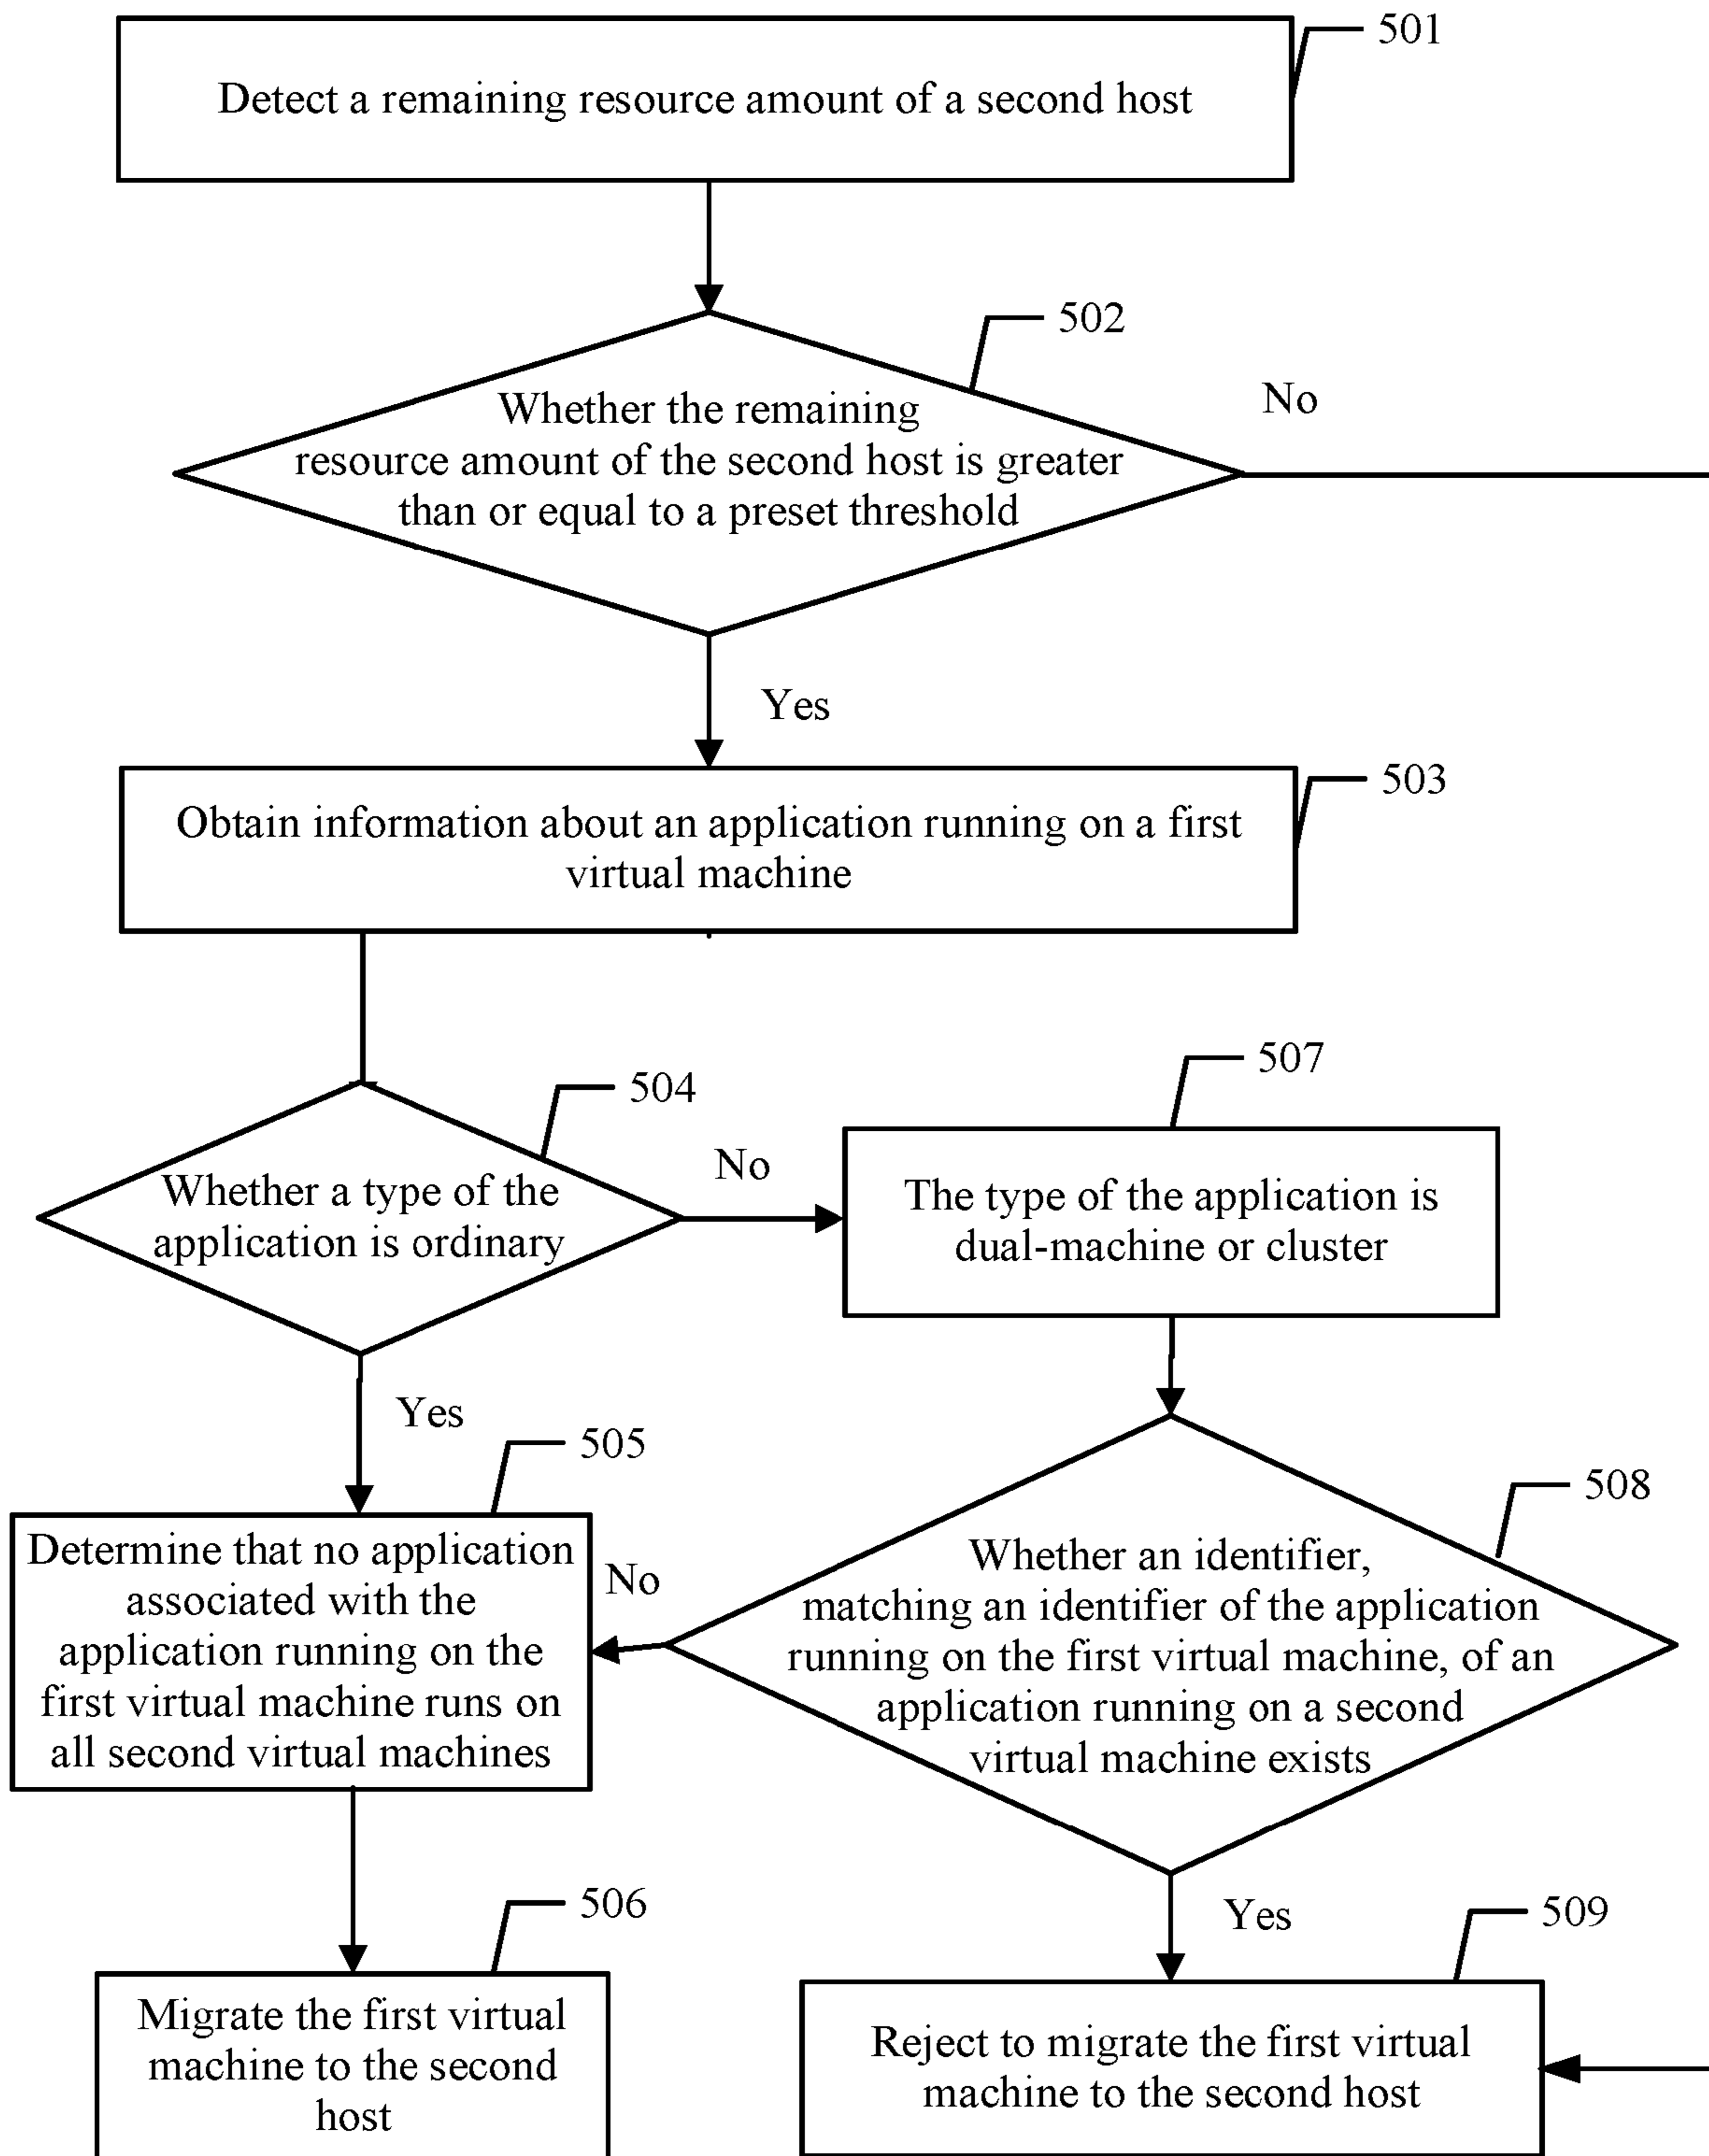 501
Detect a remaining resource amount of a second host
502
Whether the remaining
resource amount of the second host is greater
than or equal to a preset threshold
No
Yes
503
Obtain information about an application running on a first
virtual machine
504
Whether a type of the
application is ordinary
No
507
The type of the application is
dual-machine or cluster
Yes
505
Determine that no application
associated with the
application running on the
first virtual machine runs on
all second virtual machines
No
508
Whether an identifier,
matching an identifier of the application
running on the first virtual machine, of an
application running on a second
virtual machine exists
506
Migrate the first virtual
machine to the second
host
Yes
509
Reject to migrate the first virtual
machine to the second host